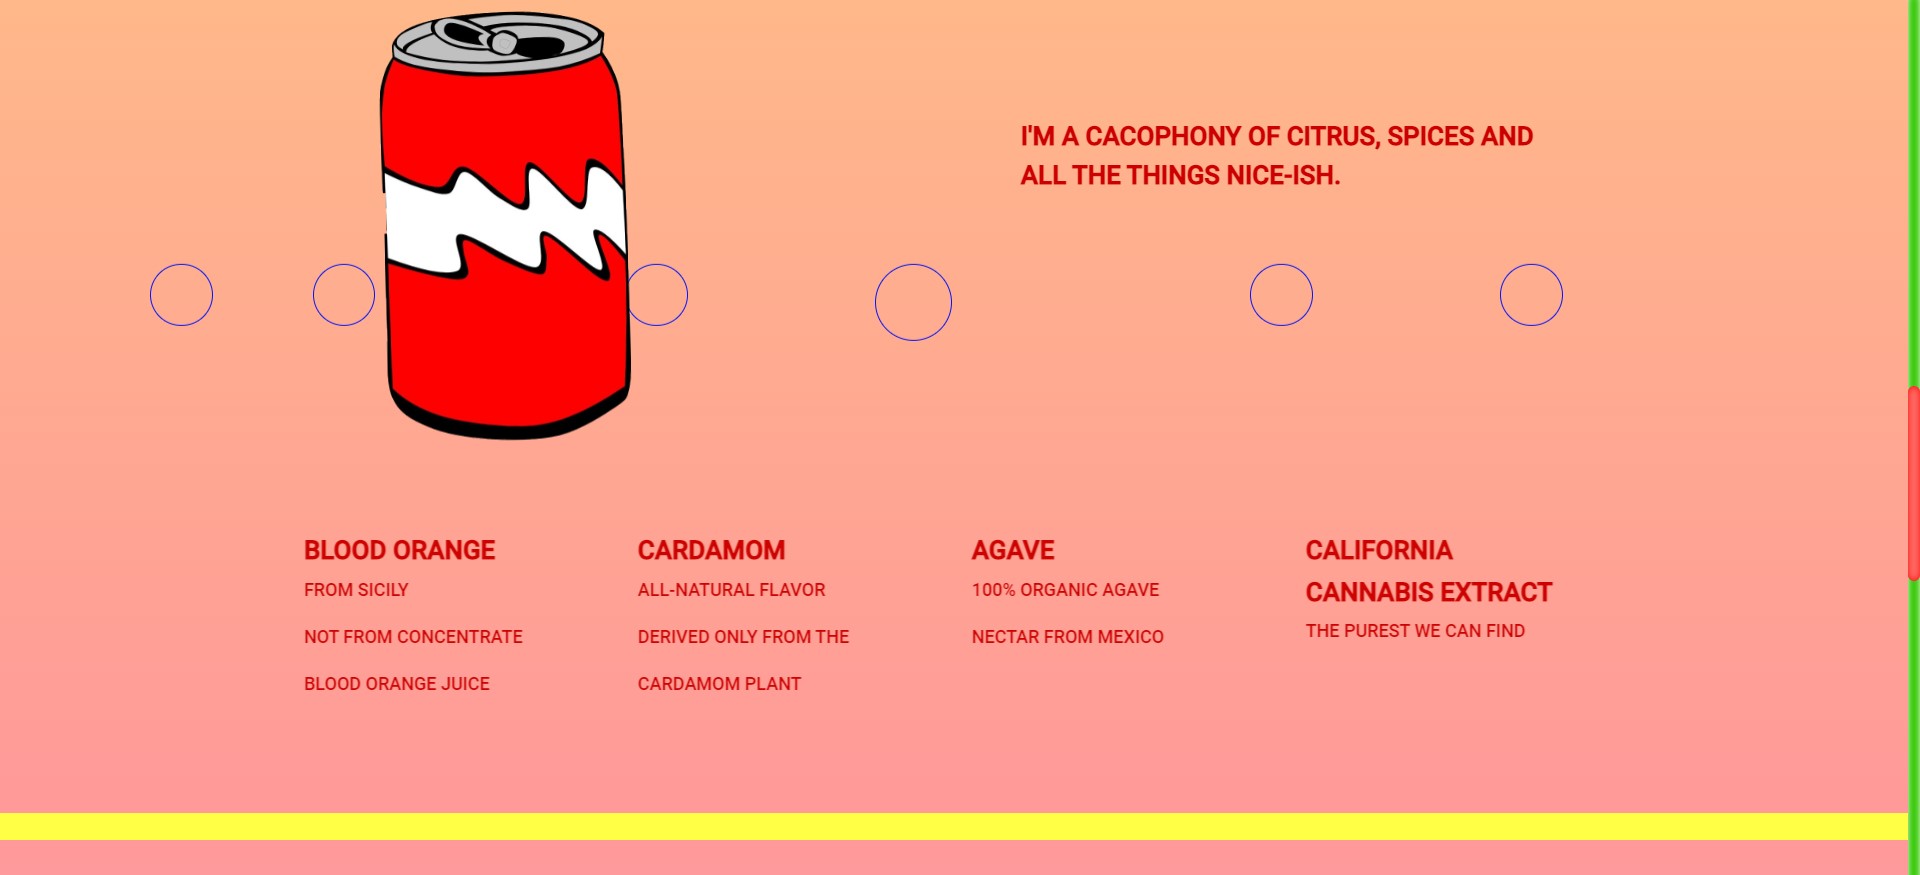 I'M A CACOPHONY OF CITRUS, SPICES AND
ALL THE THINGS NICE-ISH.
BLOOD ORANGE
FROM SICILY
NOT FROM CONCENTRATE
BLOOD ORANGE JUICE
CARDAMOM
ALL-NATURAL FLAVOR
DERIVED ONLY FROM THE
CARDAMOM PLANT
AGAVE
100% ORGANIC AGAVE
NECTAR FROM MEXICO
CALIFORNIA
CANNABIS EXTRACT
THE PUREST WE CAN FIND